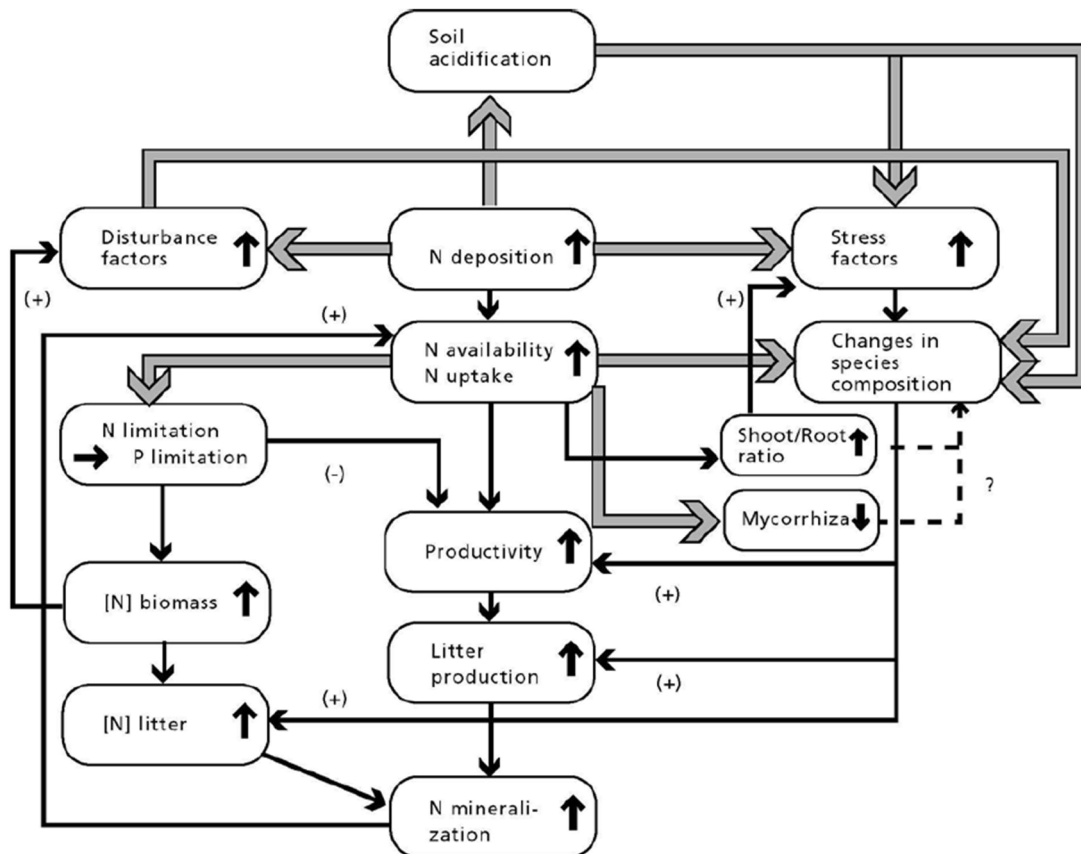 Soil
acidification
Disturbance
factors
N deposition
Stress
factors
(+)
(+)
(+)
N availability
N uptake
Changes in
species
composition
N limitation
P limitation
(-)
Shoot/Root
ratio
?
Mycorrhiza
Productivity
(+)
[N] biomass
Litter
production
(+)
[N] litter
(+)
N minerali-
zation